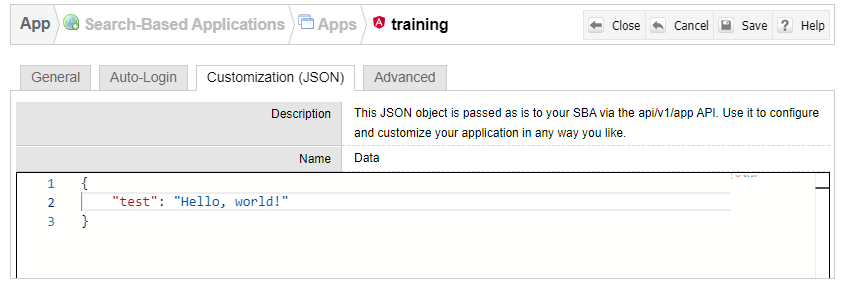 App Search-Based Applications Apps training Close Cancel Save Help
General Auto-Login Customization (JSON) Advanced
Description This JSON object is passed as is to your SBA via the api/v1/app API. Use it to configure
and customize your application in any way you like.
Name Data
1 {
2 "test": "Hello, world!"
3 }